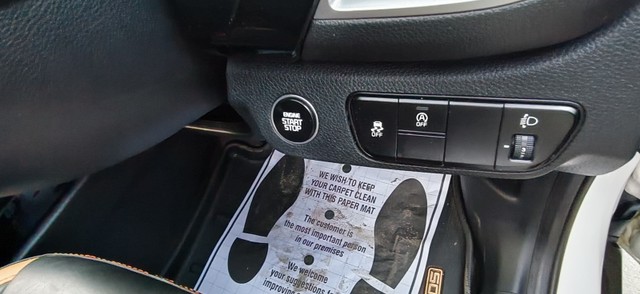 ENGINE
START
STOP
OFF
OFF
WE WISH TO KEEP
YOUR CARPET CLEAN
WITH THIS PAPER MAT
The customer is
the most important person
in our premises
We welcome
your suggestions for